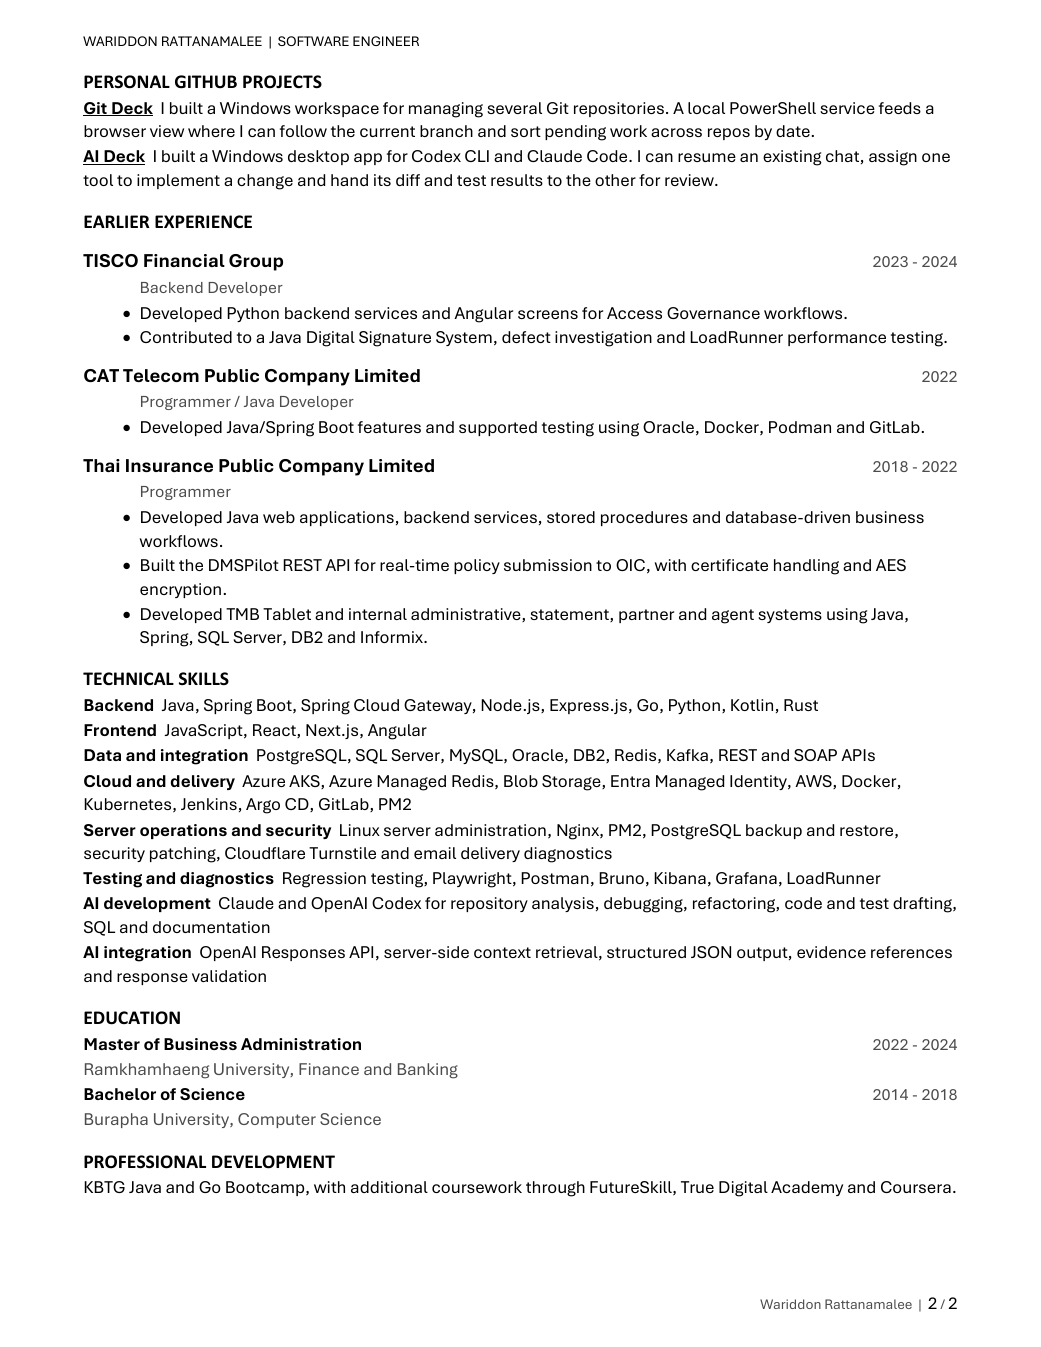 WARIDDON RATTANAMALEE | SOFTWARE ENGINEER
PERSONAL GITHUB PROJECTS
Git Deck I built a Windows workspace for managing several Git repositories. A local PowerShell service feeds a
browser view where I can follow the current branch and sort pending work across repos by date.
AI Deck I built a Windows desktop app for Codex CLI and Claude Code. I can resume an existing chat, assign one
tool to implement a change and hand its diff and test results to the other for review.
EARLIER EXPERIENCE
TISCO Financial Group 2023 - 2024
Backend Developer
• Developed Python backend services and Angular screens for Access Governance workflows.
• Contributed to a Java Digital Signature System, defect investigation and LoadRunner performance testing.
CAT Telecom Public Company Limited 2022
Programmer / Java Developer
• Developed Java/Spring Boot features and supported testing using Oracle, Docker, Podman and GitLab.
Thai Insurance Public Company Limited 2018 - 2022
Programmer
• Developed Java web applications, backend services, stored procedures and database-driven business
workflows.
• Built the DMSPilot REST API for real-time policy submission to OIC, with certificate handling and AES
encryption.
• Developed TMB Tablet and internal administrative, statement, partner and agent systems using Java,
Spring, SQL Server, DB2 and Informix.
TECHNICAL SKILLS
Backend Java, Spring Boot, Spring Cloud Gateway, Node.js, Express.js, Go, Python, Kotlin, Rust
Frontend JavaScript, React, Next.js, Angular
Data and integration PostgreSQL, SQL Server, MySQL, Oracle, DB2, Redis, Kafka, REST and SOAP APIs
Cloud and delivery Azure AKS, Azure Managed Redis, Blob Storage, Entra Managed Identity, AWS, Docker,
Kubernetes, Jenkins, Argo CD, GitLab, PM2
Server operations and security Linux server administration, Nginx, PM2, PostgreSQL backup and restore,
security patching, Cloudflare Turnstile and email delivery diagnostics
Testing and diagnostics Regression testing, Playwright, Postman, Bruno, Kibana, Grafana, LoadRunner
AI development Claude and OpenAI Codex for repository analysis, debugging, refactoring, code and test drafting,
SQL and documentation
AI integration OpenAI Responses API, server-side context retrieval, structured JSON output, evidence references
and response validation
EDUCATION
Master of Business Administration 2022 - 2024
Ramkhamhaeng University, Finance and Banking
Bachelor of Science 2014 - 2018
Burapha University, Computer Science
PROFESSIONAL DEVELOPMENT
KBTG Java and Go Bootcamp, with additional coursework through FutureSkill, True Digital Academy and Coursera.
Wariddon Rattanamalee | 2 / 2